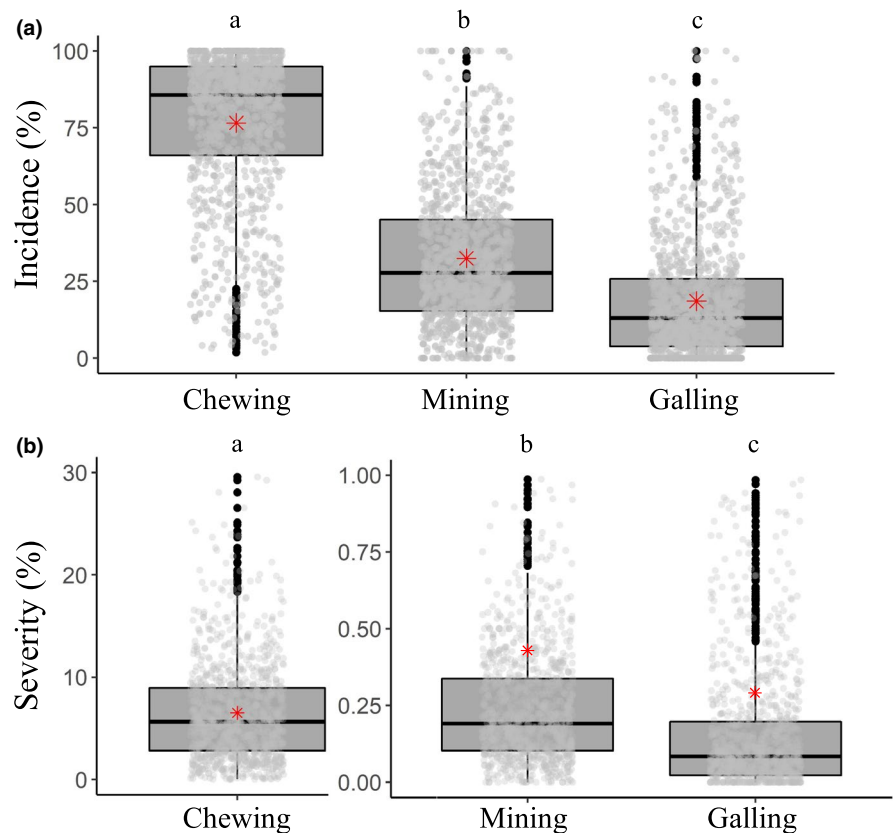 (a)
a b c
Incidence (%)
100
75
50
25
0
Chewing Mining Galling
(b)
a b c
Severity (%)
30
20
10
0
1.00
0.75
0.50
0.25
0.00
Chewing Mining Galling